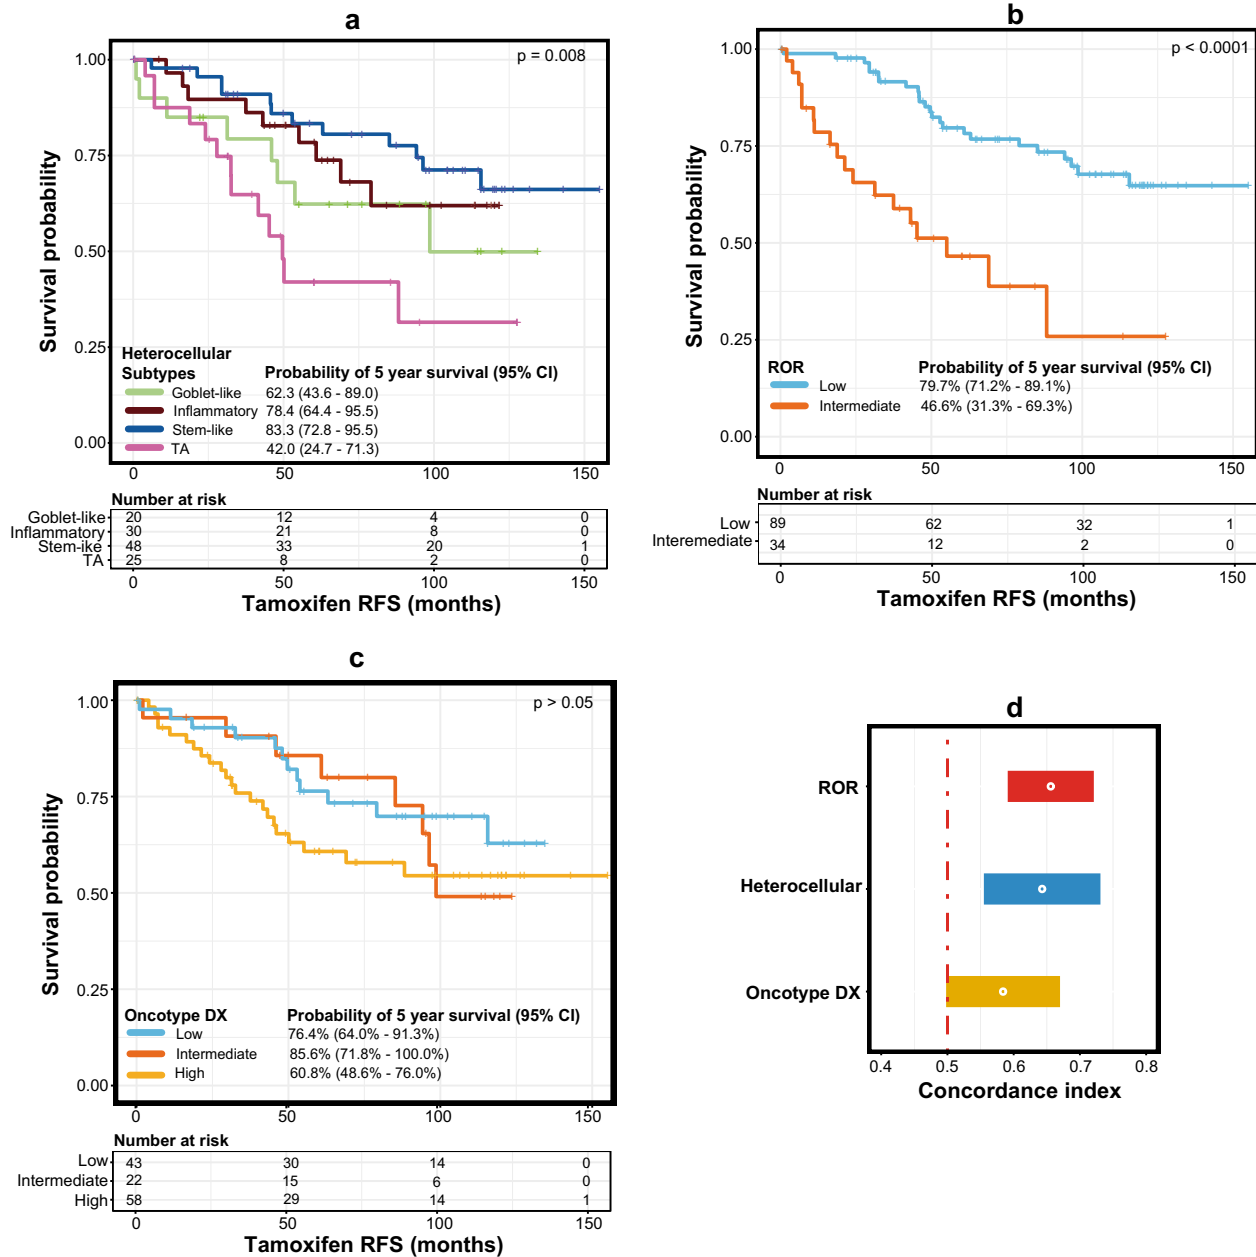 a
p = 0.008
1.00
0.75
0.50
0.25
0.00
Survival probability
Heterocellular
Subtypes Probability of 5 year survival (95% CI)
Goblet-like 62.3 (43.6 - 89.0)
Inflammatory 78.4 (64.4 - 95.5)
Stem-like 83.3 (72.8 - 95.5)
TA 42.0 (24.7 - 71.3)
0 50 100 150
Number at risk
Goblet-like 20 12 4 0
Inflammatory 30 21 8 0
Stem-ike 48 33 20 1
TA 25 8 2 0
0 50 100 150
Tamoxifen RFS (months)
b
p < 0.0001
1.00
0.75
0.50
0.25
0.00
Survival probability
ROR Probability of 5 year survival (95% CI)
Low 79.7% (71.2% - 89.1%)
Intermediate 46.6% (31.3% - 69.3%)
0 50 100 150
Number at risk
Low 89 62 32 1
Interemediate 34 12 2 0
0 50 100 150
Tamoxifen RFS (months)
c
p > 0.05
1.00
0.75
0.50
0.25
0.00
Survival probability
Oncotype DX Probability of 5 year survival (95% CI)
Low 76.4% (64.0% - 91.3%)
Intermediate 85.6% (71.8% - 100.0%)
High 60.8% (48.6% - 76.0%)
0 50 100 150
Number at risk
Low 43 30 14 0
Intermediate 22 15 6 0
High 58 29 14 1
0 50 100 150
Tamoxifen RFS (months)
d
ROR
Heterocellular
Oncotype DX
0.4 0.5 0.6 0.7 0.8
Concordance index